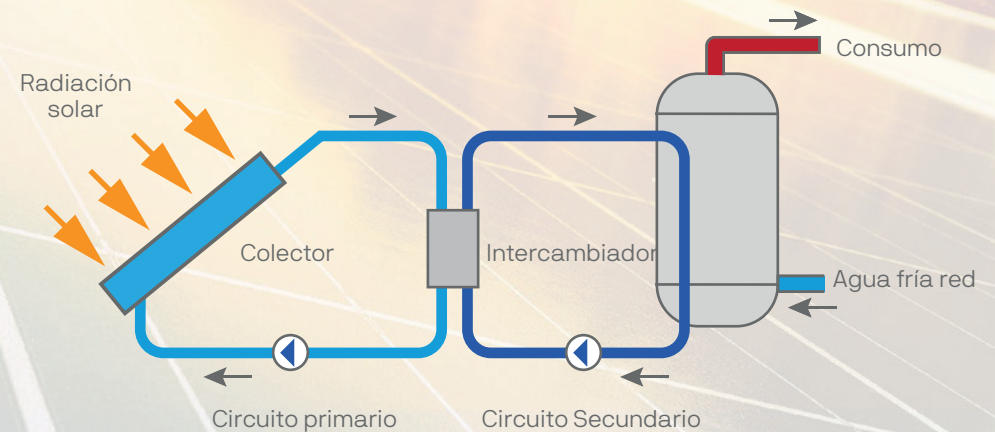 Consumo
Radiación
solar
Colector
Intercambiador
Agua fría red
Circuito primario
Circuito Secundario